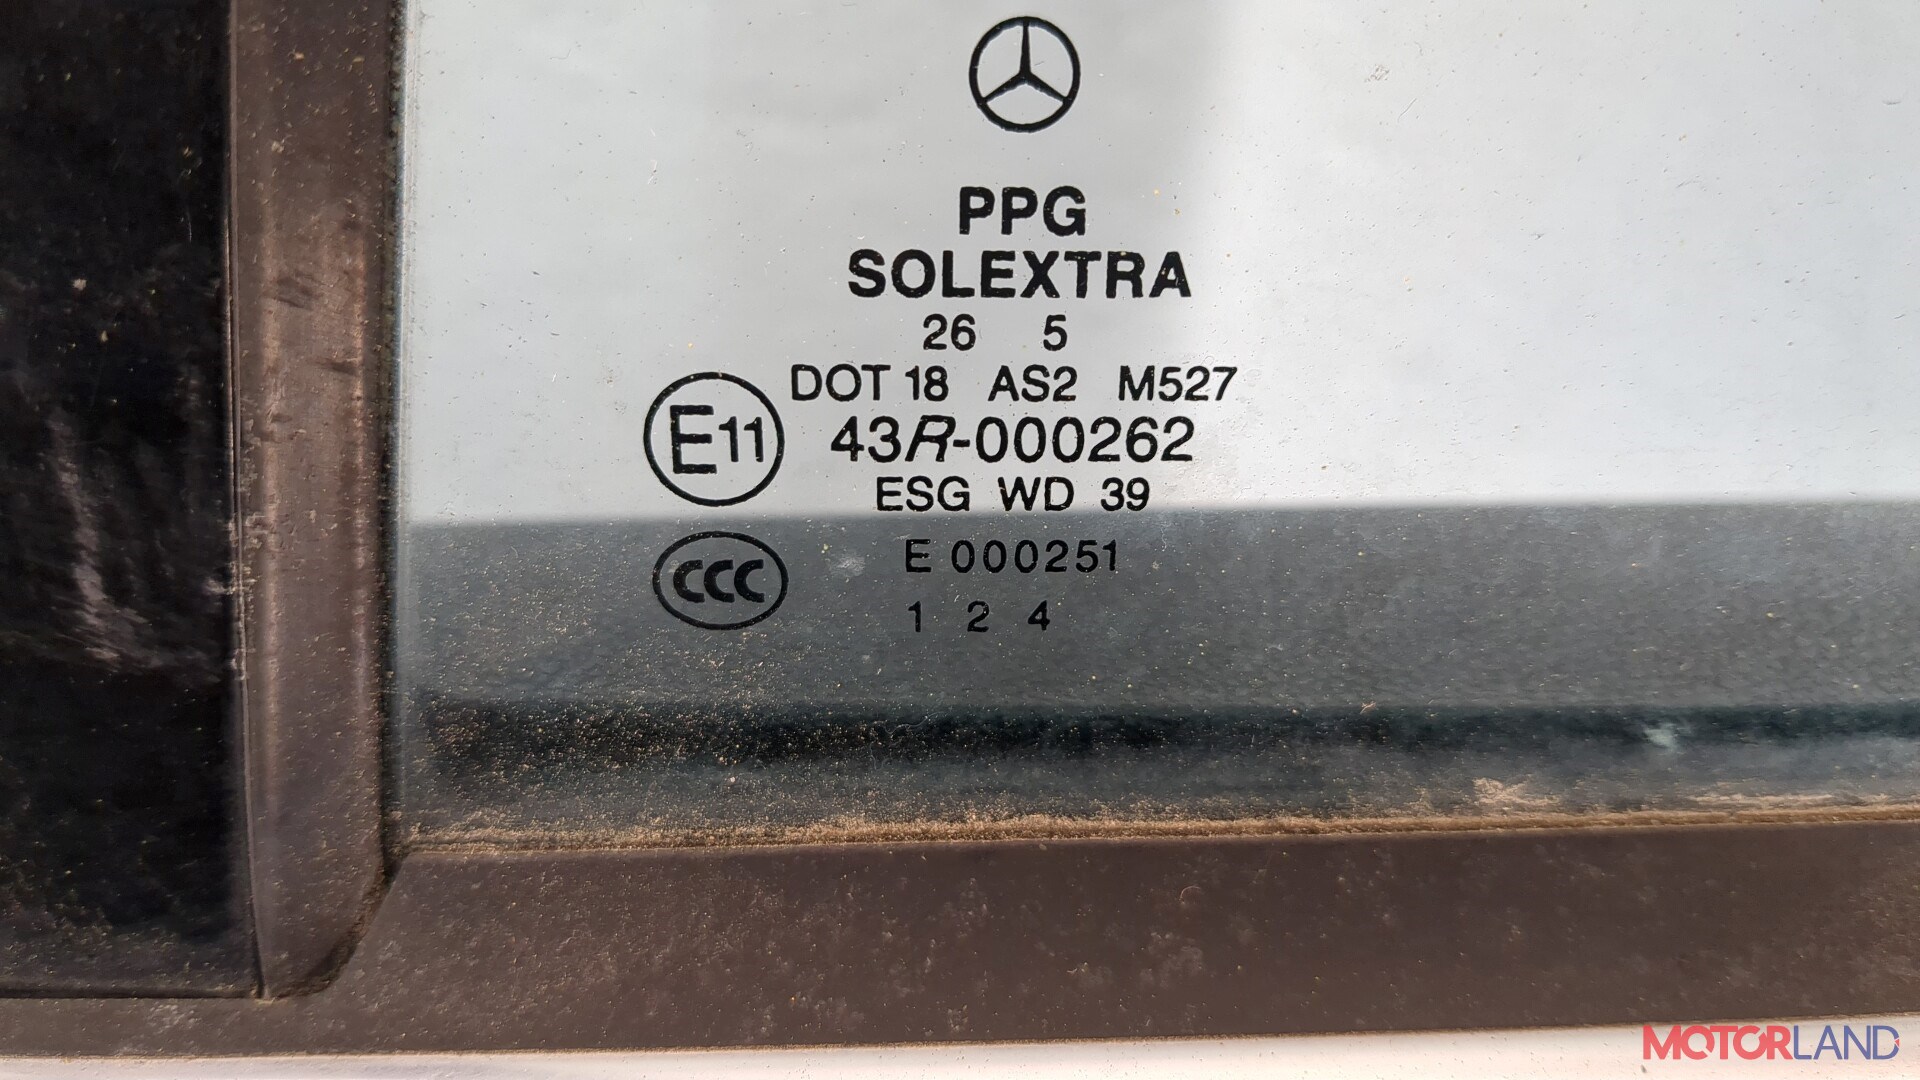 PPG
SOLEXTRA
26 5
DOT 18 AS2 M527
E11 43R-000262
ESG WD 39
CCC E 000251
1 2 4
MOTORLAND